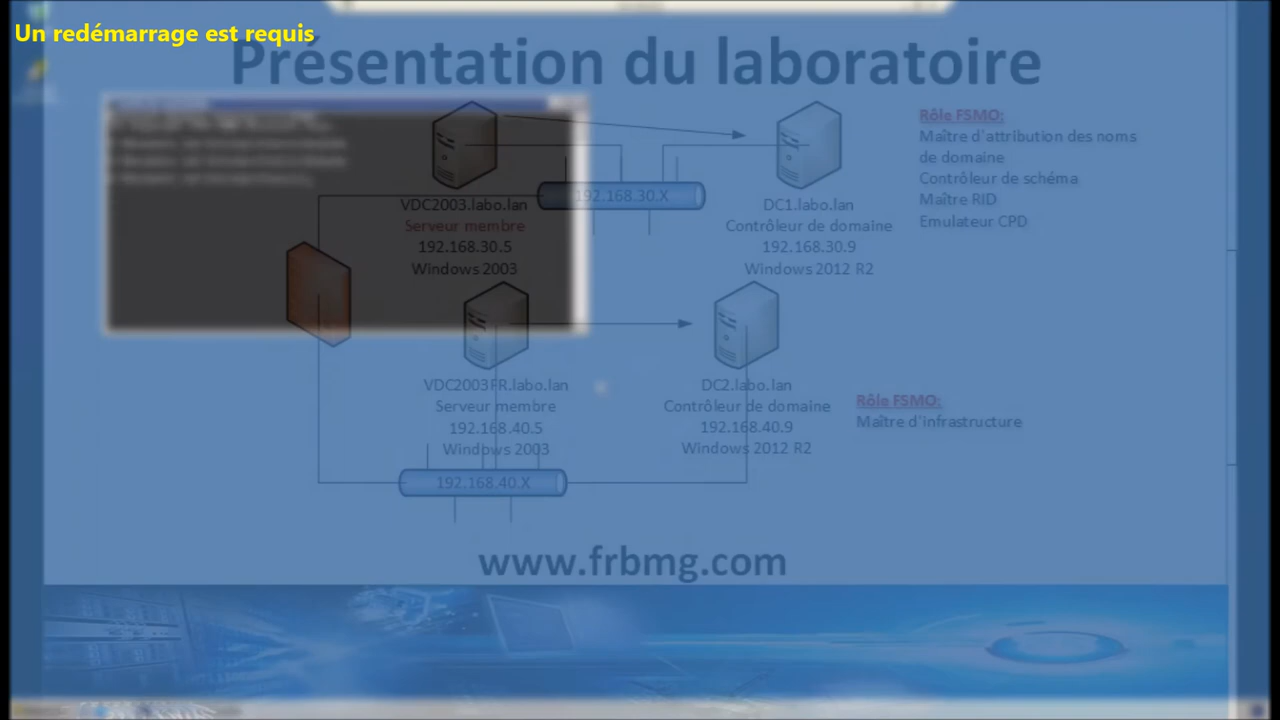 Un redémarrage est requis
Présentation du laboratoire
192.168.30.X
VDC2003.labo.lan
Serveur membre
192.168.30.5
Windows 2003
DC1.labo.lan
Contrôleur de domaine
192.168.30.9
Windows 2012 R2
Rôle FSMO:
Maître d'attribution des noms
de domaine
Contrôleur de schéma
Maître RID
Emulateur CPD
VDC2003FR.labo.lan
Serveur membre
192.168.40.5
Windows 2003
DC2.labo.lan
Contrôleur de domaine
192.168.40.9
Windows 2012 R2
Rôle FSMO:
Maître d'infrastructure
192.168.40.X
www.frbmg.com